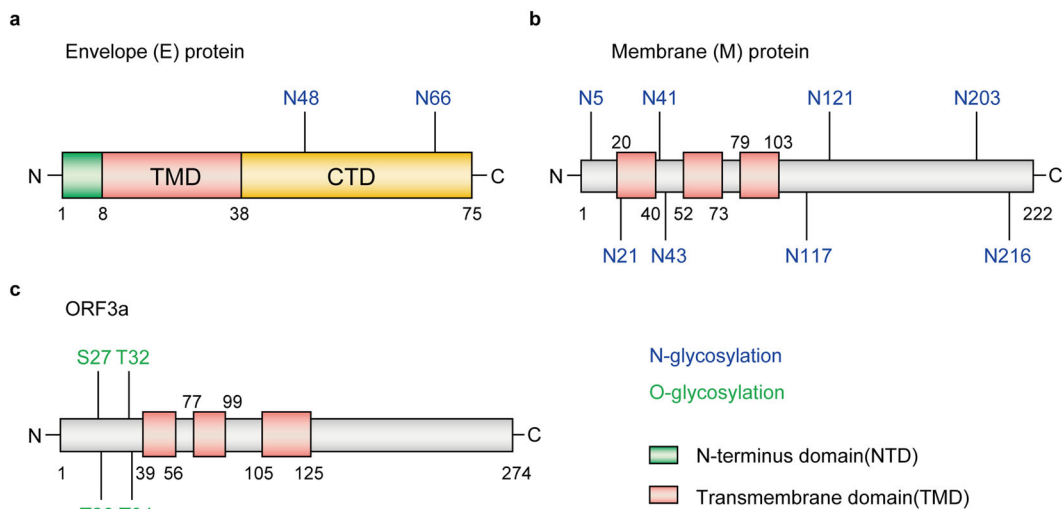 a
Envelope (E) protein
N48 N66
N TMD CTD C
1 8 38 75
b
Membrane (M) protein
N5 N41 N121 N203
20 79 103
N C
1 40 52 73 222
N21 N43 N117 N216
c
ORF3a
S27 T32
77 99
N C
1 39 56 105 125 274
N-glycosylation
O-glycosylation
N-terminus domain(NTD)
Transmembrane domain(TMD)